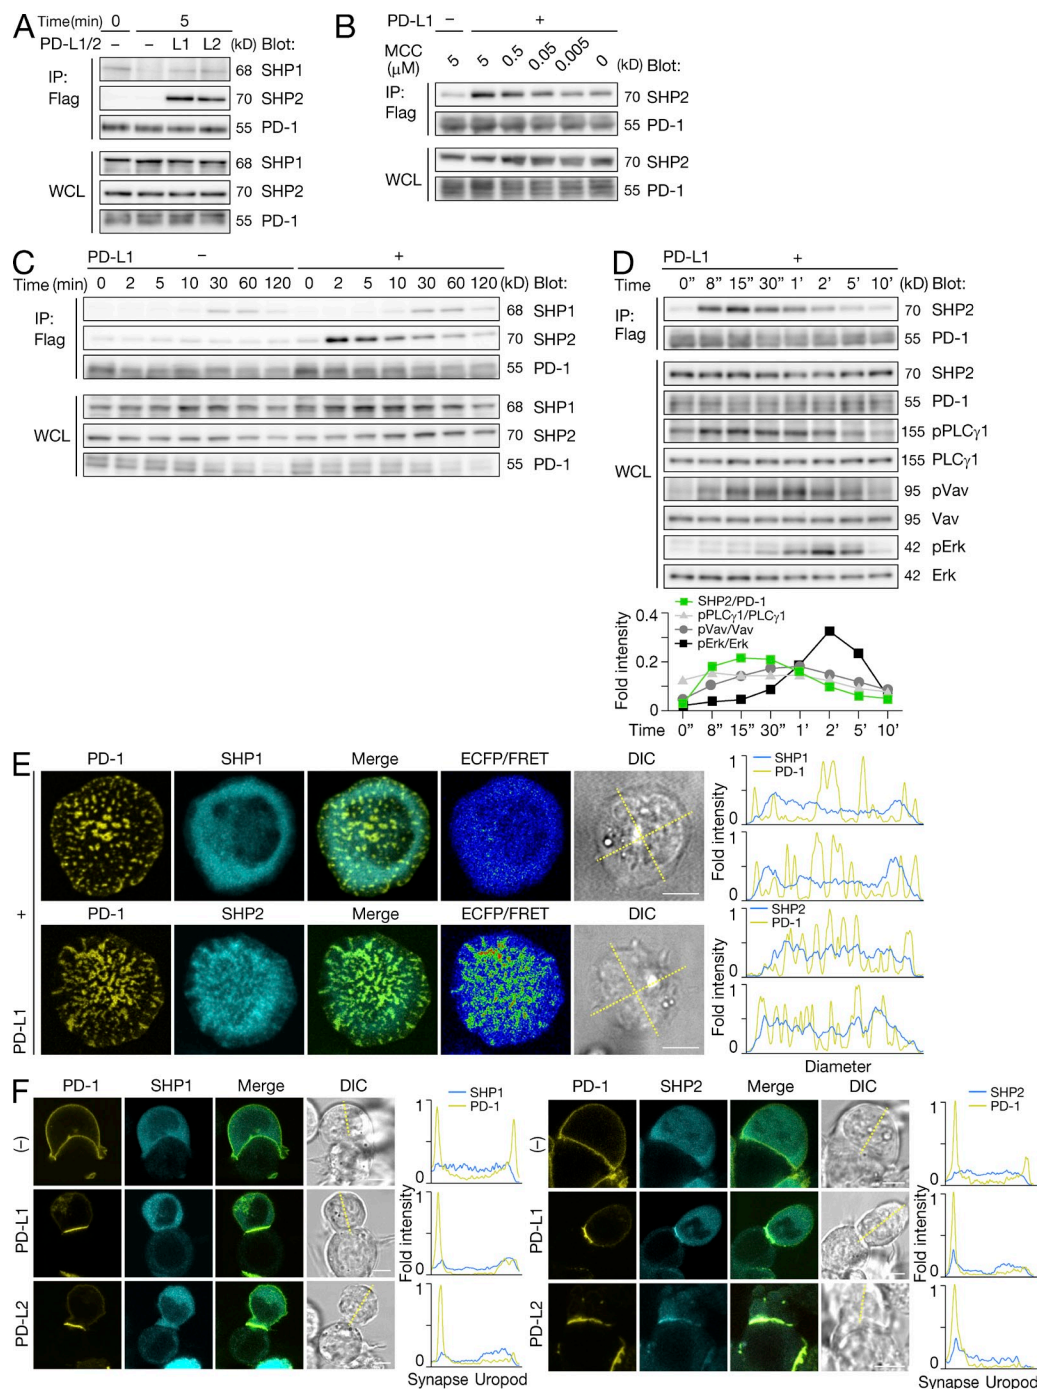 A
Time(min) 0 5
PD-L1/2 – – L1 L2 (kD) Blot:
IP:
Flag
68 SHP1
70 SHP2
55 PD-1
WCL
68 SHP1
70 SHP2
55 PD-1
B
PD-L1 – +
MCC
(μM)
5 5 0.5 0.05 0.005 0 (kD) Blot:
IP:
Flag
70 SHP2
55 PD-1
WCL
70 SHP2
55 PD-1
C
PD-L1 – +
Time (min) 0 2 5 10 30 60 120 0 2 5 10 30 60 120 (kD) Blot:
IP:
Flag
68 SHP1
70 SHP2
55 PD-1
WCL
68 SHP1
70 SHP2
55 PD-1
D
PD-L1 +
Time 0” 8” 15” 30” 1’ 2’ 5’ 10’ (kD) Blot:
IP:
Flag
70 SHP2
55 PD-1
WCL
70 SHP2
55 PD-1
155 pPLCγ1
155 PLCγ1
95 pVav
95 Vav
42 pErk
42 Erk
SHP2/PD-1
pPLCγ1/PLCγ1
pVav/Vav
pErk/Erk
Fold intensity
0.4
0.2
0
Time 0” 8” 15” 30” 1’ 2’ 5’ 10’
E
PD-1 SHP1 Merge ECFP/FRET DIC
SHP1
PD-1
Fold intensity
1
0
Fold intensity
1
0
PD-L1 +
PD-1 SHP2 Merge ECFP/FRET DIC
SHP2
PD-1
Fold intensity
1
0
Fold intensity
1
0
Diameter
F
PD-1 SHP1 Merge DIC
SHP1
PD-1
(–)
PD-L1
PD-L2
Fold intensity
1
0
1
0
1
0
Synapse Uropod
PD-1 SHP2 Merge DIC
SHP2
PD-1
(–)
PD-L1
PD-L2
Fold intensity
1
0
1
0
1
0
Synapse Uropod